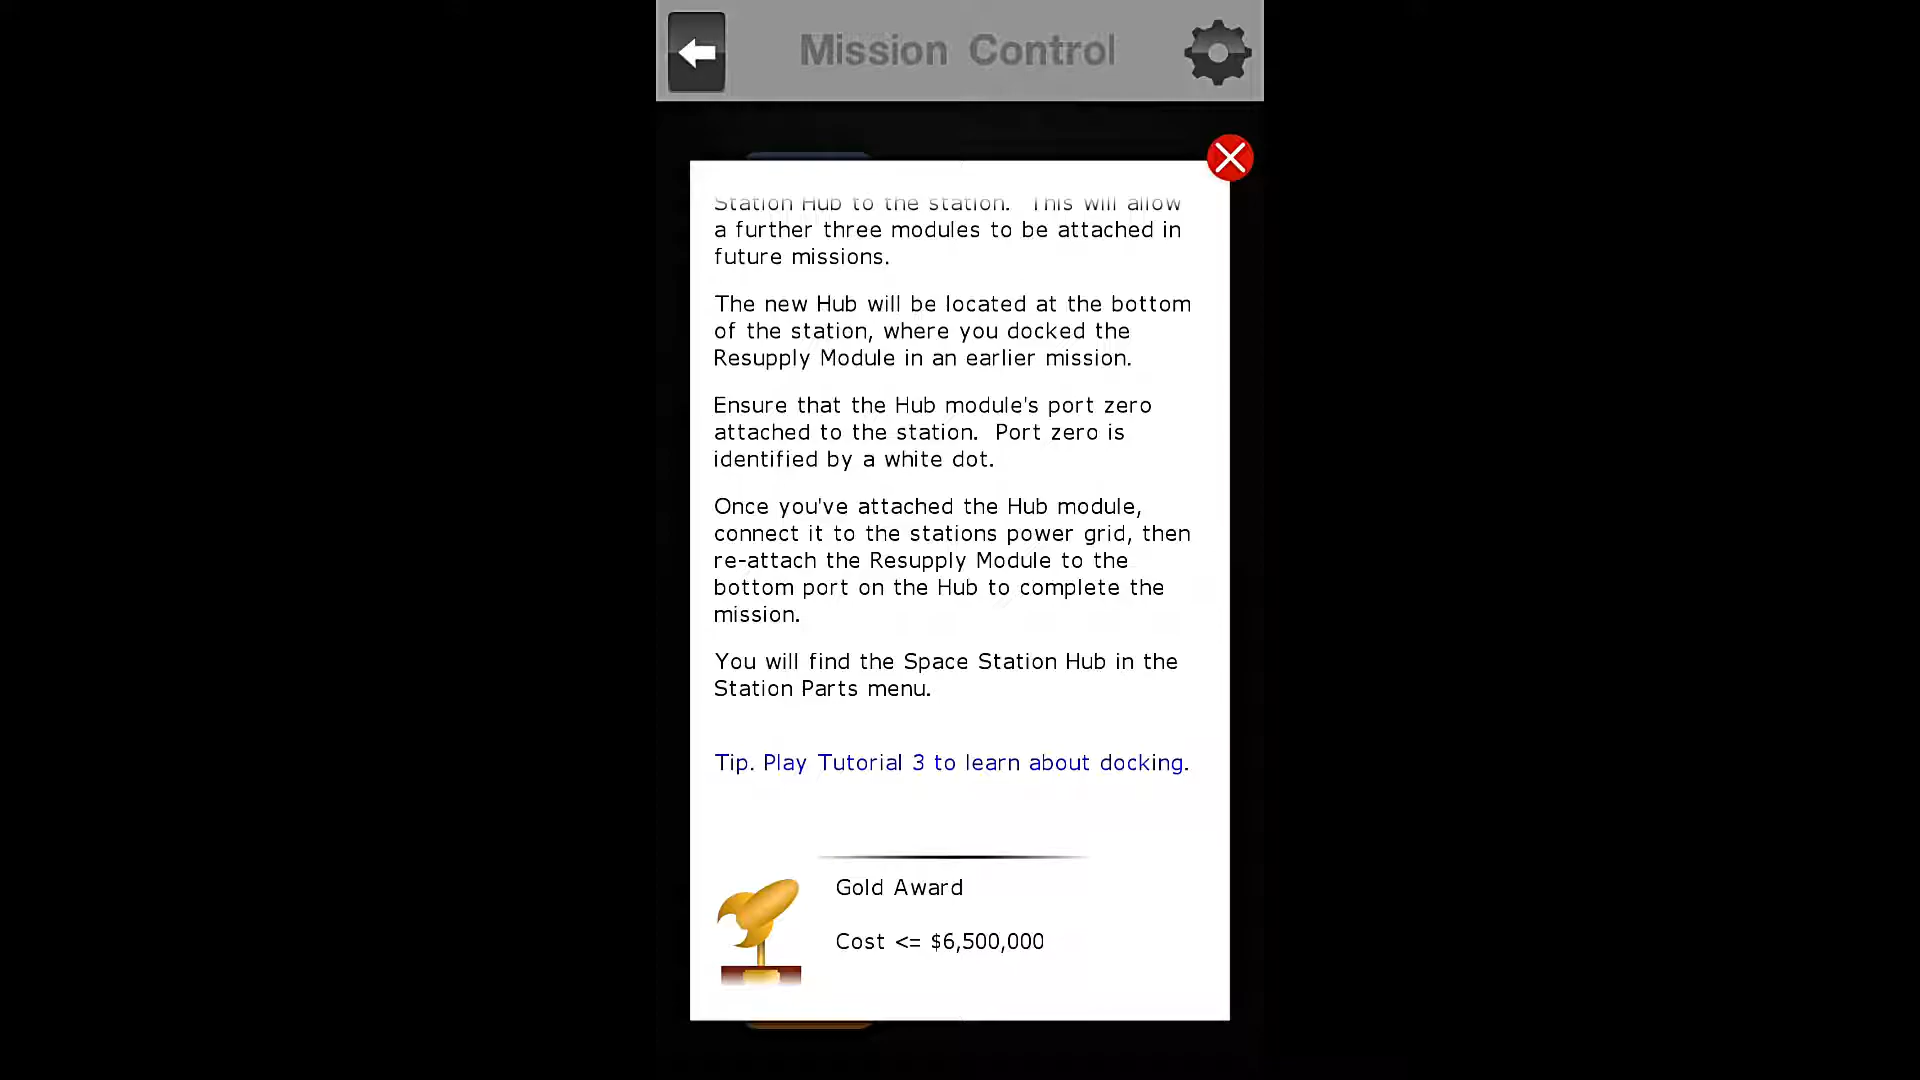 Mission Control
Station Hub to the station.  This will allow
a further three modules to be attached in
future missions.
The new Hub will be located at the bottom
of the station, where you docked the
Resupply Module in an earlier mission.
Ensure that the Hub module's port zero
attached to the station.  Port zero is
identified by a white dot.
Once you've attached the Hub module,
connect it to the stations power grid, then
re-attach the Resupply Module to the
bottom port on the Hub to complete the
mission.
You will find the Space Station Hub in the
Station Parts menu.
Tip. Play Tutorial 3 to learn about docking.
Gold Award
Cost <= $6,500,000